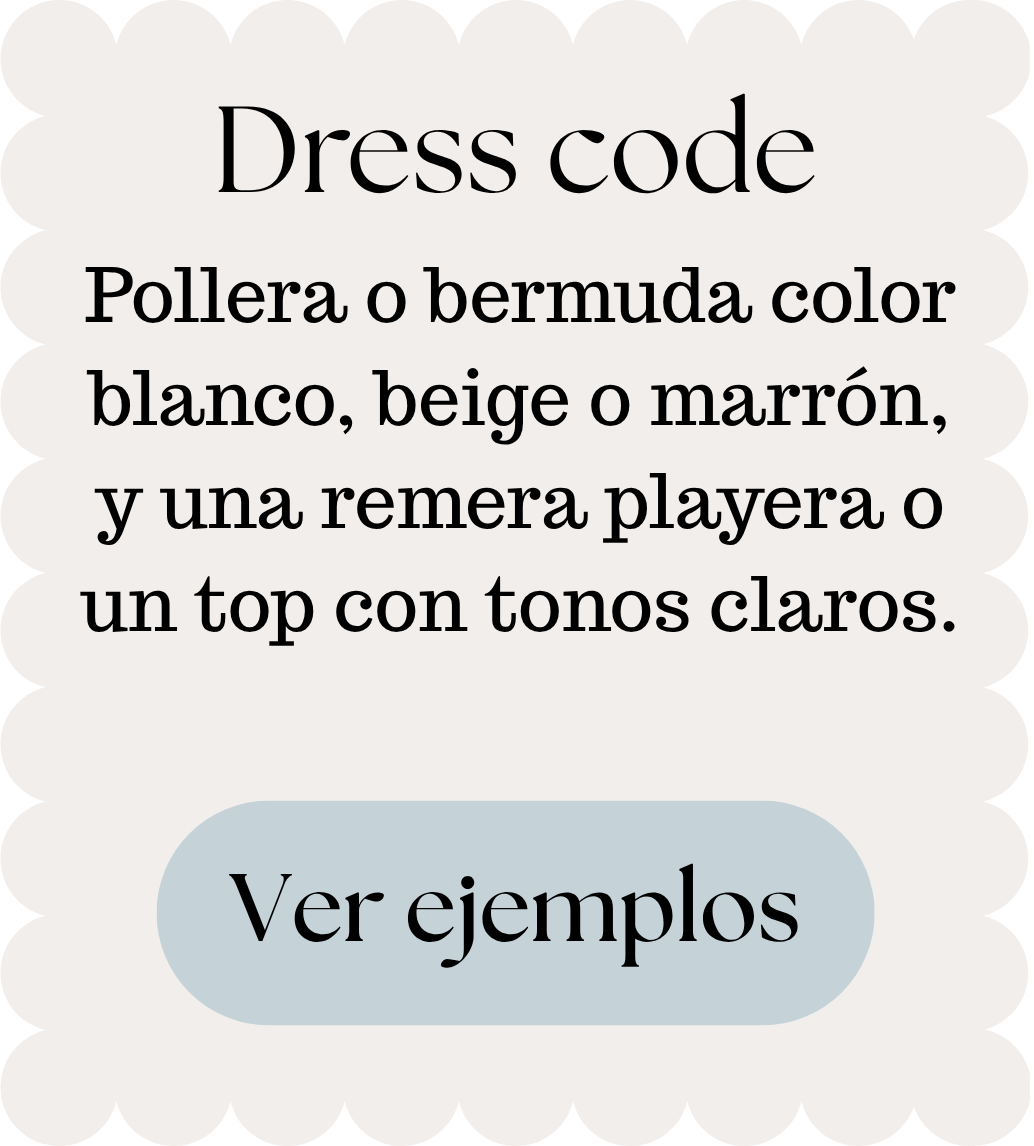 Dress code
Pollera o bermuda color
blanco, beige o marrón,
y una remera playera o
un top con tonos claros.
Ver ejemplos